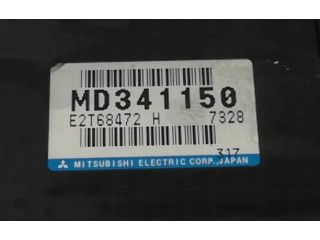 MD341150
E2T68472 H 7328
317
MITSUBISHI ELECTRIC CORP.,JAPAN